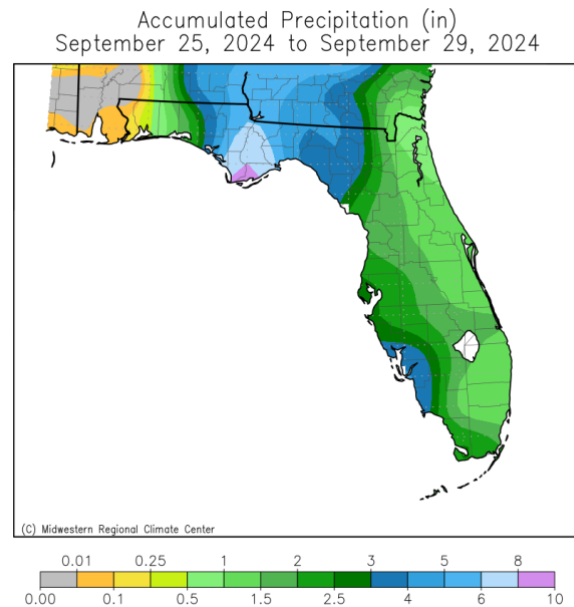 Accumulated Precipitation (in)
September 25, 2024 to September 29, 2024
(C) Midwestern Regional Climate Center
0.01 0.25 1 2 3 5 8
0.00 0.1 0.5 1.5 2.5 4 6 10